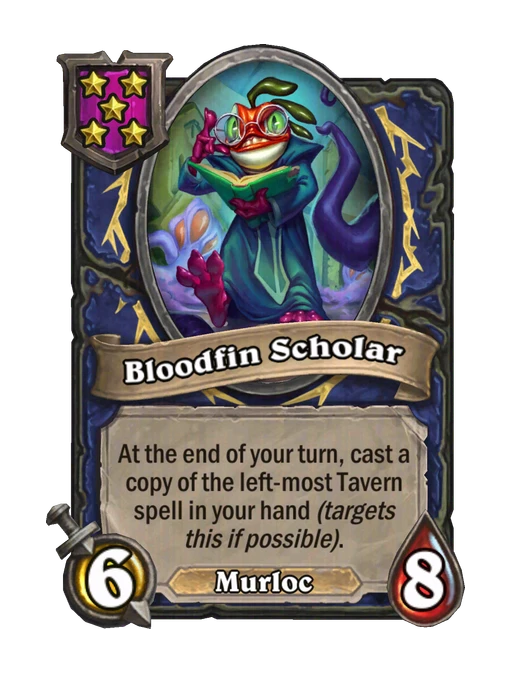 Bloodfin Scholar
At the end of your turn, cast a
copy of the left-most Tavern
spell in your hand (targets
this if possible).
6
Murloc
8